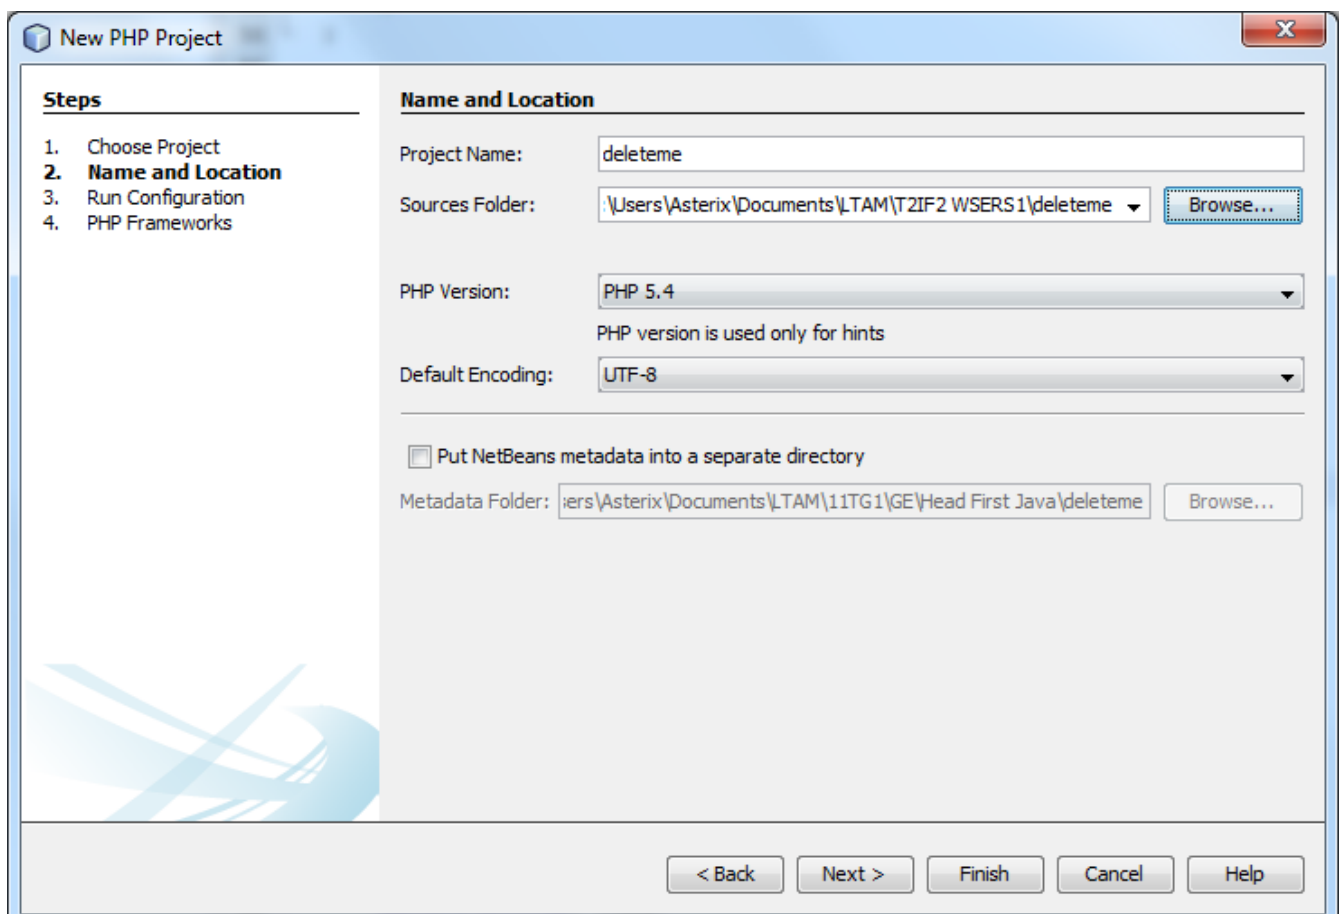 New PHP Project
Steps
1. Choose Project
2. Name and Location
3. Run Configuration
4. PHP Frameworks
Name and Location
Project Name: deleteme
Sources Folder: :\Users\Asterix\Documents\LTAM\T2IF2 WSERS1\deleteme Browse...
PHP Version: PHP 5.4
PHP version is used only for hints
Default Encoding: UTF-8
Put NetBeans metadata into a separate directory
Metadata Folder: sers\Asterix\Documents\LTAM\11TG1\GE\Head First Java\deleteme Browse...
< Back Next > Finish Cancel Help